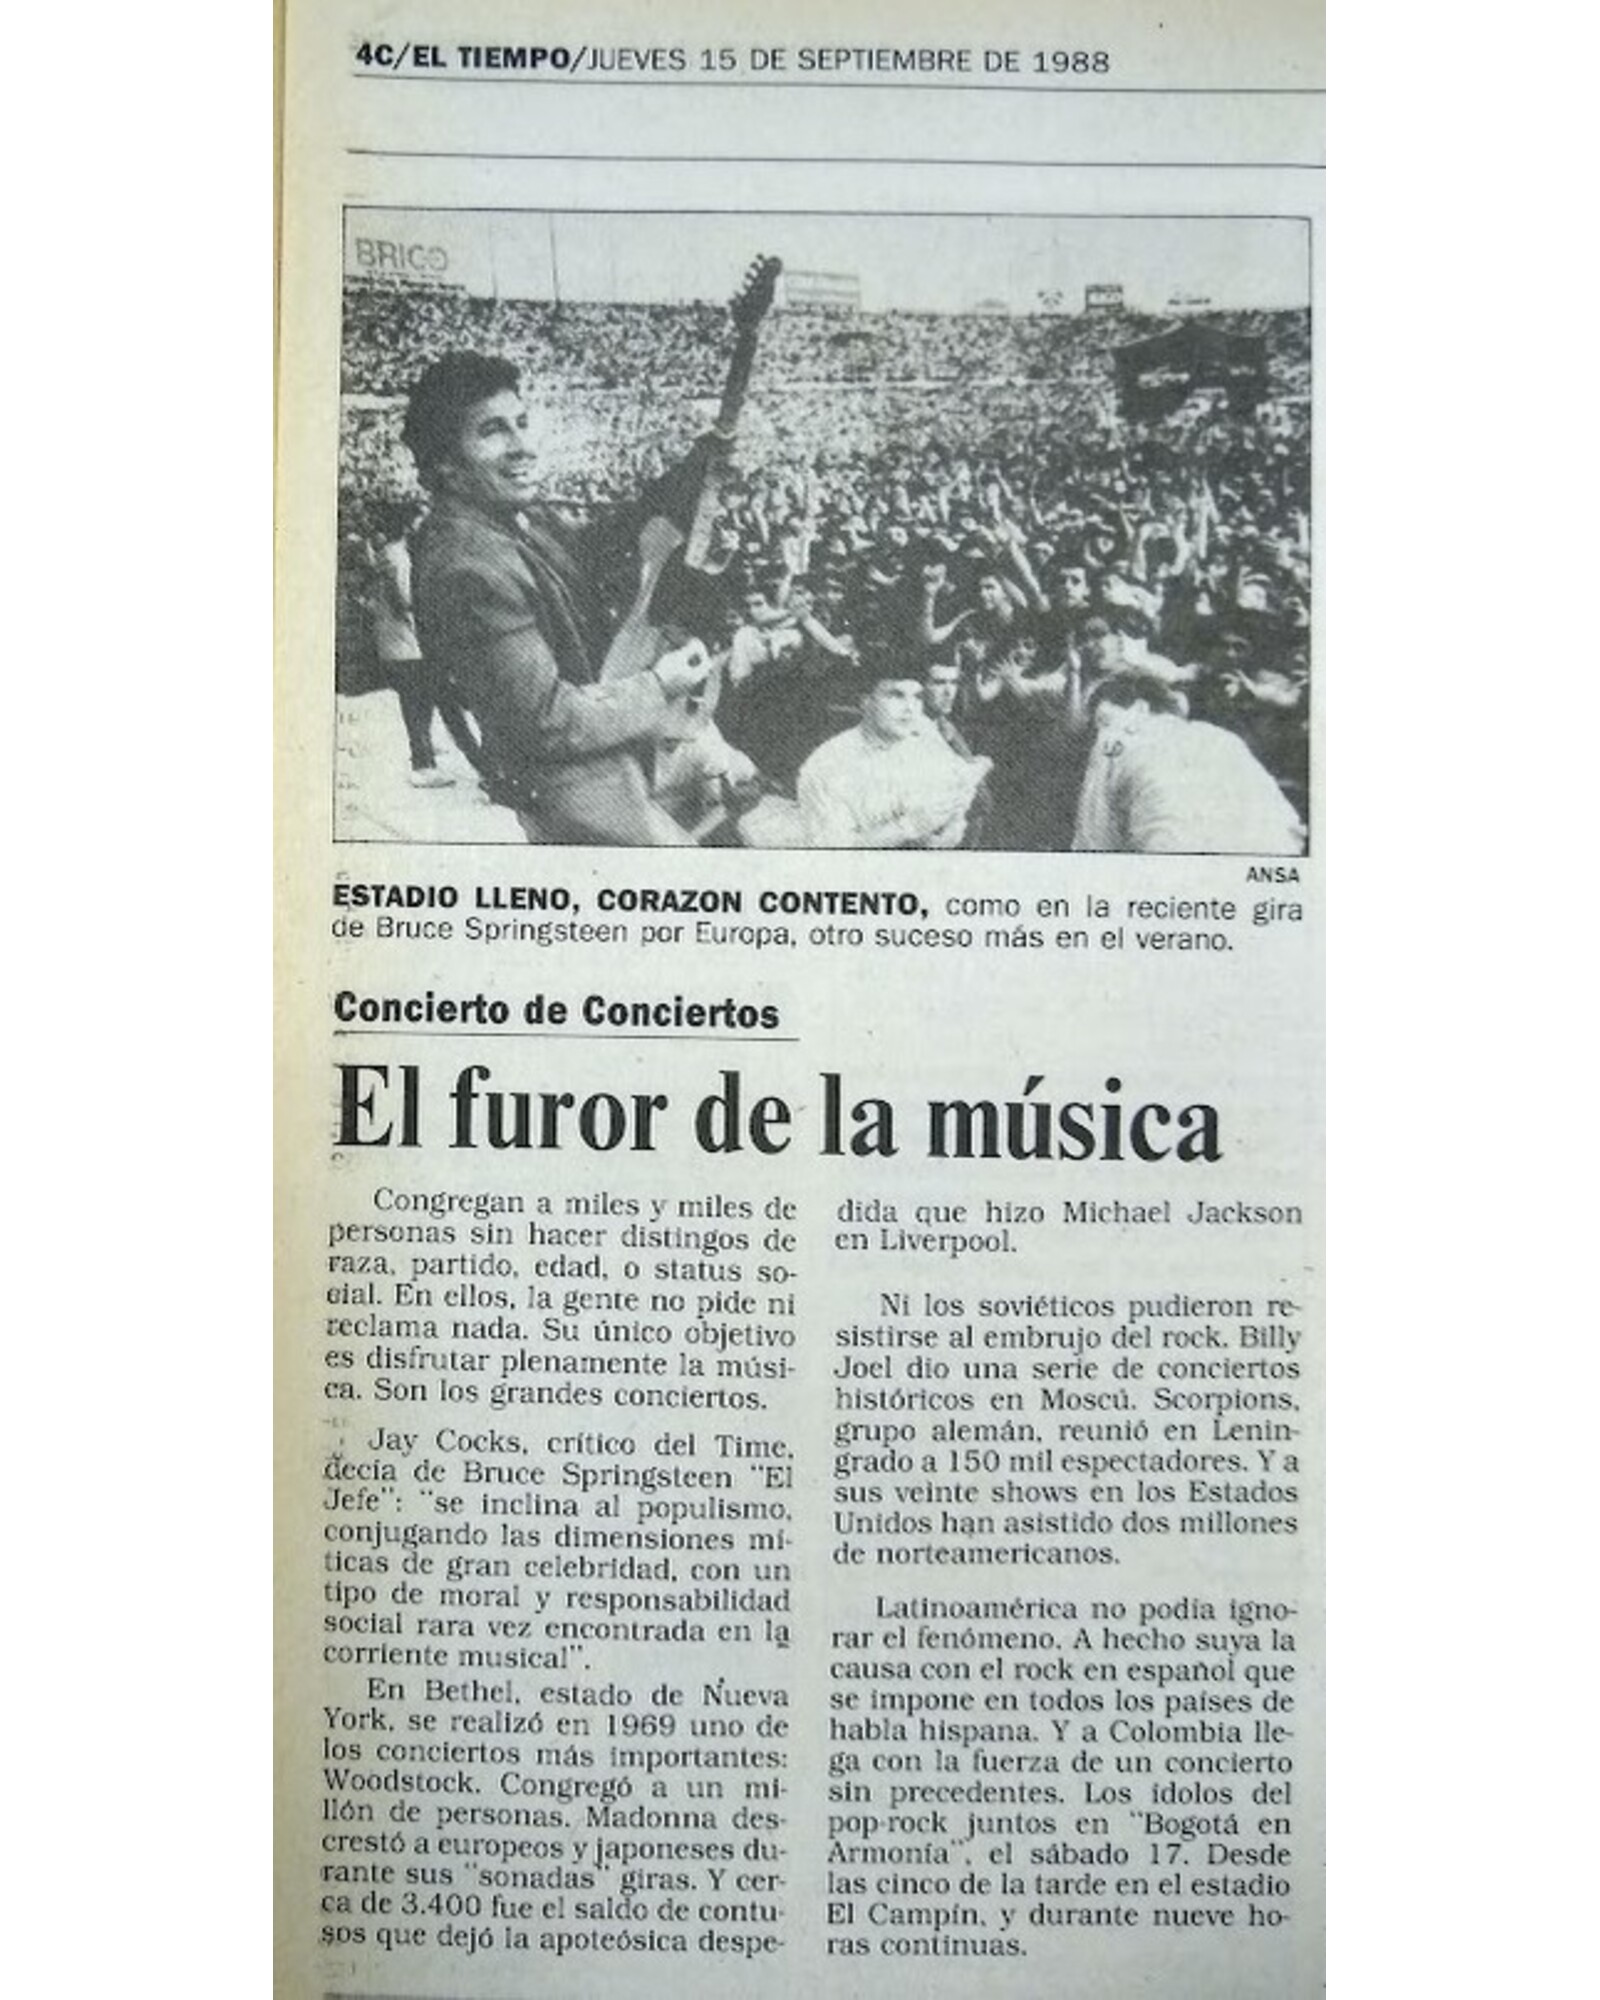 4C/EL TIEMPO/JUEVES 15 DE SEPTIEMBRE DE 1988
BRICO
ANSA
ESTADIO LLENO, CORAZON CONTENTO, como en la reciente gira
de Bruce Springsteen por Europa, otro suceso más en el verano.
Concierto de Conciertos
El furor de la música
Congregan a miles y miles de
personas sin hacer distingos de
raza, partido, edad, o status so-
cial. En ellos, la gente no pide ni
reclama nada. Su único objetivo
es disfrutar plenamente la músi-
ca. Son los grandes conciertos.
Jay Cocks, crítico del Time,
decía de Bruce Springsteen "El
Jefe": "se inclina al populismo,
conjugando las dimensiones mí-
ticas de gran celebridad, con un
tipo de moral y responsabilidad
social rara vez encontrada en la
corriente musical".
En Bethel, estado de Nueva
York, se realizó en 1969 uno de
los conciertos más importantes:
Woodstock. Congregó a un mi-
llón de personas. Madonna des-
crestó a europeos y japoneses du-
rante sus "sonadas" giras. Y cer-
ca de 3.400 fue el saldo de contu-
sos que dejó la apoteósica despe-
dida que hizo Michael Jackson
en Liverpool.
Ni los soviéticos pudieron re-
sistirse al embrujo del rock. Billy
Joel dio una serie de conciertos
históricos en Moscú. Scorpions,
grupo alemán, reunió en Lenin-
grado a 150 mil espectadores. Y a
sus veinte shows en los Estados
Unidos han asistido dos millones
de norteamericanos.
Latinoamérica no podía igno-
rar el fenómeno. A hecho suya la
causa con el rock en español que
se impone en todos los países de
habla hispana. Y a Colombia lle-
ga con la fuerza de un concierto
sin precedentes. Los ídolos del
pop-rock juntos en "Bogotá en
Armonía", el sábado 17. Desde
las cinco de la tarde en el estadio
El Campín, y durante nueve ho-
ras continuas.